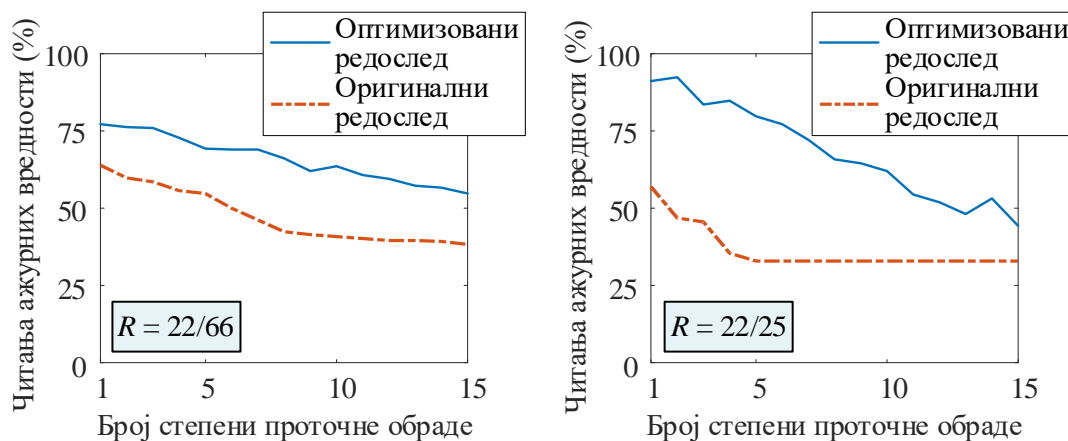 Читања ажурних вредности (%)
100
75
50
25
0
Оптимизовани
редослед
Оригинални
редослед
R = 22/66
1 5 10 15
Број степени проточне обраде
Читања ажурних вредности (%)
100
75
50
25
0
Оптимизовани
редослед
Оригинални
редослед
R = 22/25
1 5 10 15
Број степени проточне обраде